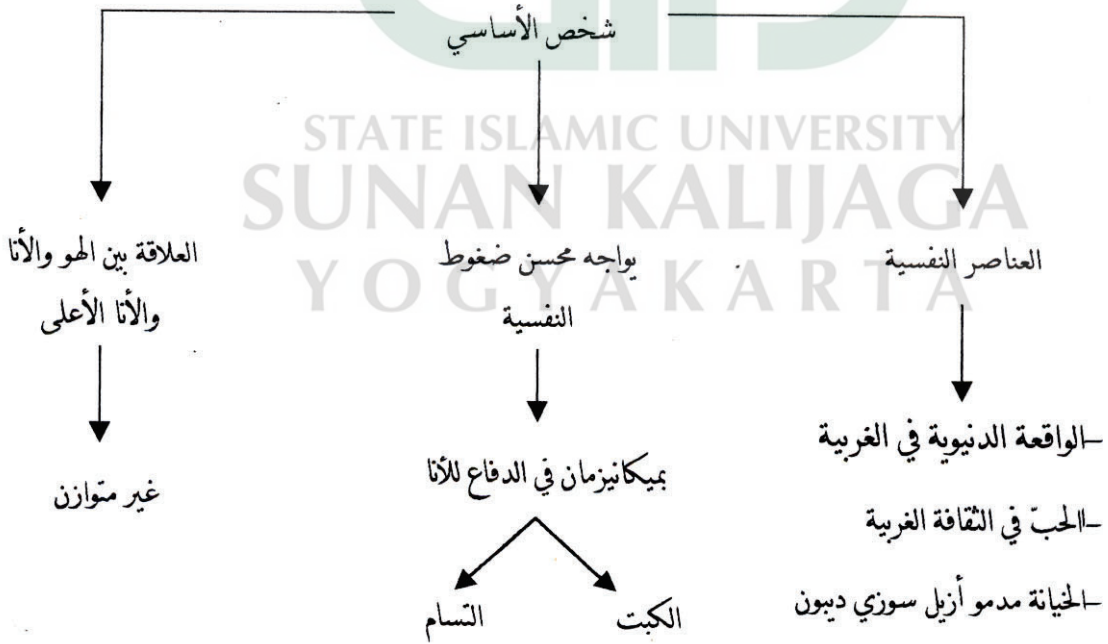 شخص الأساسي
STATE ISLAMIC UNIVERSITY
SUNAN KALIJAGA
YOGYAKARTA
العناصر النفسية
-الواقعة الدنيوية في الغربية
-االحبّ في الثقافة الغربية
-الخيانة مدمو أزيل سوزي ديبون
يواجه محسن ضغوط
النفسية
بميكانيزمان في الدفاع للأنا
الكبت
التسام
العلاقة بين الهو والأنا
والأنا الأعلى
غير متوازن